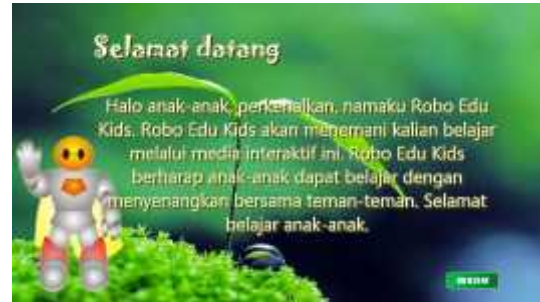 Selamat datang
Halo anak-anak, perkenalkan, namaku Robo Edu
Kids. Robo Edu Kids akan menemani kalian belajar
melalui media interaktif ini. Robo Edu Kids
berharap anak-anak dapat belajar dengan
menyenangkan bersama teman-teman. Selamat
belajar anak-anak.
MENU